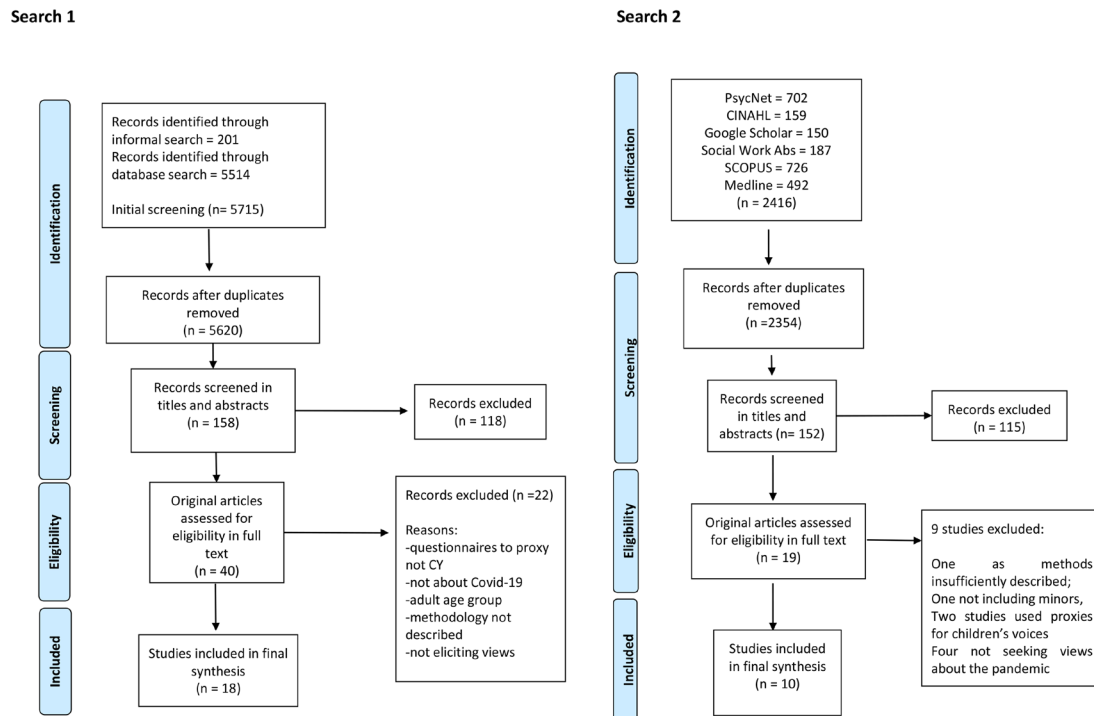 Search 1
Identification
Records identified through
informal search = 201
Records identified through
database search = 5514
Initial screening (n= 5715)
Records after duplicates
removed
(n = 5620)
Screening
Records screened in
titles and abstracts
(n = 158)
Records excluded
(n = 118)
Eligibility
Original articles
assessed for
eligibility in full
text
(n = 40)
Records excluded (n =22)
Reasons:
-questionnaires to proxy
not CY
-not about Covid-19
-adult age group
-methodology not
described
-not eliciting views
Included
Studies included in final
synthesis
(n = 18)
Search 2
Identification
PsycNet = 702
CINAHL = 159
Google Scholar = 150
Social Work Abs = 187
SCOPUS = 726
Medline = 492
(n = 2416)
Screening
Records after duplicates
removed
(n =2354)
Records screened
in titles and
abstracts (n= 152)
Records excluded
(n = 115)
Eligibility
Original articles assessed
for eligibility in full text
(n = 19)
9 studies excluded:
One as methods
insufficiently described;
One not including minors,
Two studies used proxies
for children's voices
Four not seeking views
about the pandemic
Included
Studies included
in final synthesis
(n = 10)